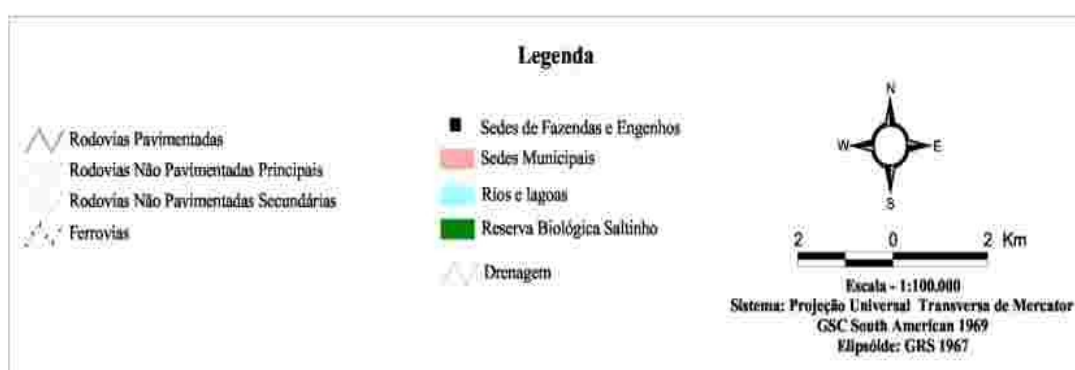 Legenda
Rodovias Pavimentadas
Rodovias Não Pavimentadas Principais
Rodovias Não Pavimentadas Secundárias
Ferrovias
Sedes de Fazendas e Engenhos
Sedes Municipais
Rios e lagoas
Reserva Biológica Saltinho
Drenagem
N
W E
S
2 0 2 Km
Escala - 1:100.000
Sistema: Projeção Universal Transversa de Mercator
GSC South American 1969
Elipsóide: GRS 1967